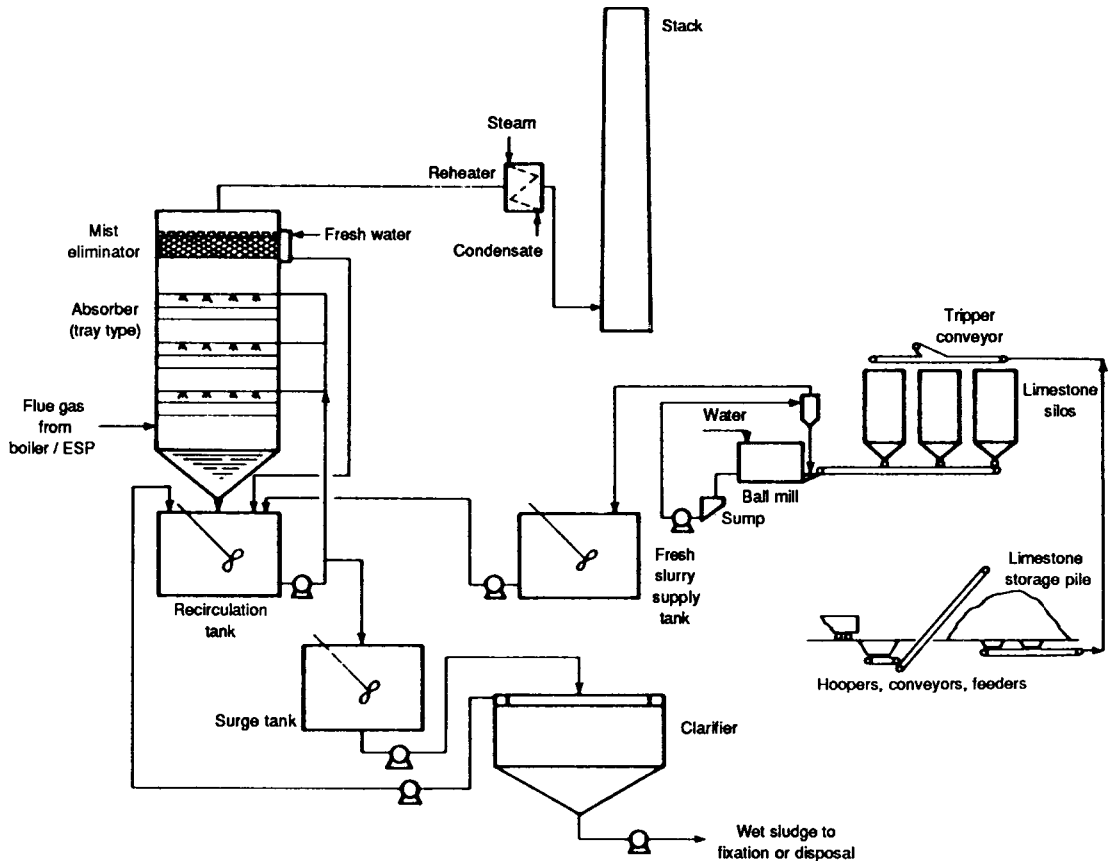 Stack
Steam
Reheater
Condensate
Mist
eliminator
Fresh water
Absorber
(tray type)
Flue gas
from
boiler / ESP
Tripper
conveyor
Limestone
silos
Water
Ball mill
Sump
Fresh
slurry
supply
tank
Recirculation
tank
Limestone
storage pile
Hoopers, conveyors, feeders
Surge tank
Clarifier
Wet sludge to
fixation or disposal